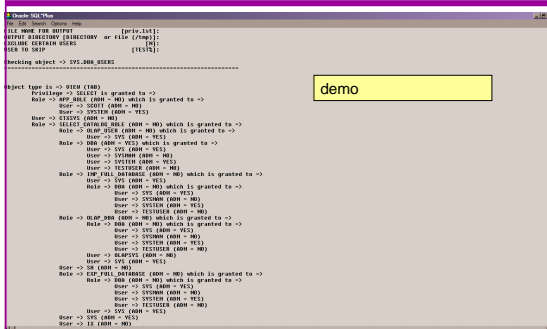 Oracle SQL*Plus
File Edit Search Options Help
FILE NAME FOR OUTPUT [priv.lst]:
OUTPUT DIRECTORY [DIRECTORY or file (/tmp)]:
EXCLUDE CERTAIN USERS [N]:
USER TO SKIP [TEST%]:
Checking object => SYS.DBA_USERS
====================================================================
Object type is => VIEW (TAB)
Privilege => SELECT is granted to =>
Role => APP_ROLE (ADM = NO) which is granted to =>
User => SCOTT (ADM = NO)
User => SYSTEM (ADM = YES)
User => CTXSYS (ADM = NO)
Role => SELECT_CATALOG_ROLE (ADM = NO) which is granted to =>
Role => OLAP_USER (ADM = NO) which is granted to =>
User => SYS (ADM = YES)
Role => DBA (ADM = YES) which is granted to =>
User => SYS (ADM = YES)
User => SYSMAN (ADM = NO)
User => SYSTEM (ADM = YES)
User => TESTUSER (ADM = NO)
Role => IMP_FULL_DATABASE (ADM = NO) which is granted to =>
User => SYS (ADM = YES)
Role => DBA (ADM = NO) which is granted to =>
User => SYS (ADM = YES)
User => SYSMAN (ADM = NO)
User => SYSTEM (ADM = YES)
User => TESTUSER (ADM = NO)
Role => OLAP_DBA (ADM = NO) which is granted to =>
Role => DBA (ADM = NO) which is granted to =>
User => SYS (ADM = YES)
User => SYSMAN (ADM = NO)
User => SYSTEM (ADM = YES)
User => TESTUSER (ADM = NO)
User => OLAPSYS (ADM = NO)
User => SYS (ADM = YES)
User => SH (ADM = NO)
Role => EXP_FULL_DATABASE (ADM = NO) which is granted to =>
Role => DBA (ADM = NO) which is granted to =>
User => SYS (ADM = YES)
User => SYSMAN (ADM = NO)
User => SYSTEM (ADM = YES)
User => TESTUSER (ADM = NO)
User => SYS (ADM = YES)
User => SYS (ADM = YES)
User => IX (ADM = NO)
demo